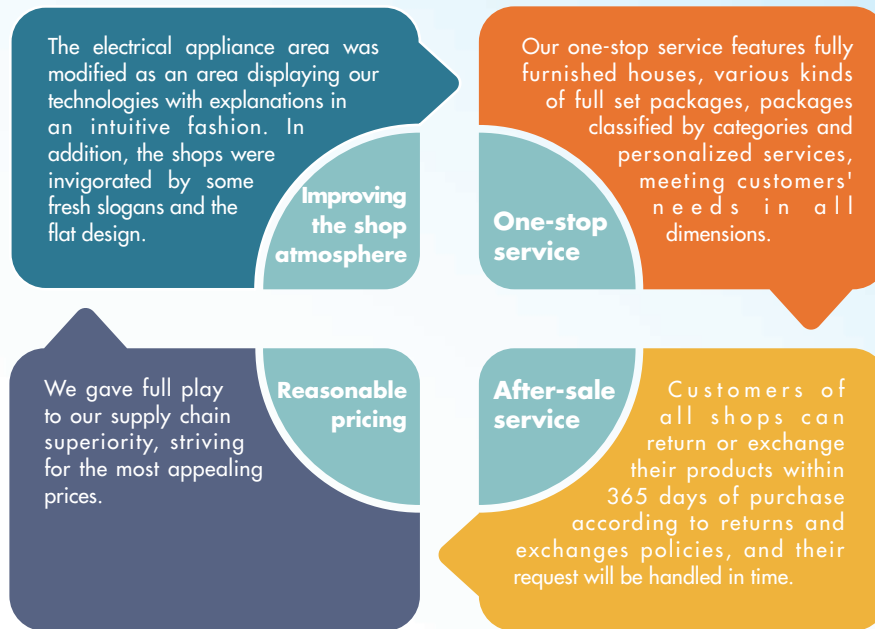 The electrical appliance area was
modified as an area displaying our
technologies with explanations in
an intuitive fashion. In
addition, the shops were
invigorated by some
fresh slogans and the
flat design.
Improving
the shop
atmosphere
Our one-stop service features fully
furnished houses, various kinds
of full set packages, packages
classified by categories and
personalized services,
meeting customers'
needs in all
dimensions.
One-stop
service
We gave full play
to our supply chain
superiority, striving
for the most appealing
prices.
Reasonable
pricing
After-sale
service
Customers of
all shops can
return or exchange
their products within
365 days of purchase
according to returns and
exchanges policies, and their
request will be handled in time.